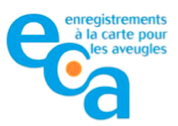 enregistrements
à la carte pour
les aveugles
eca